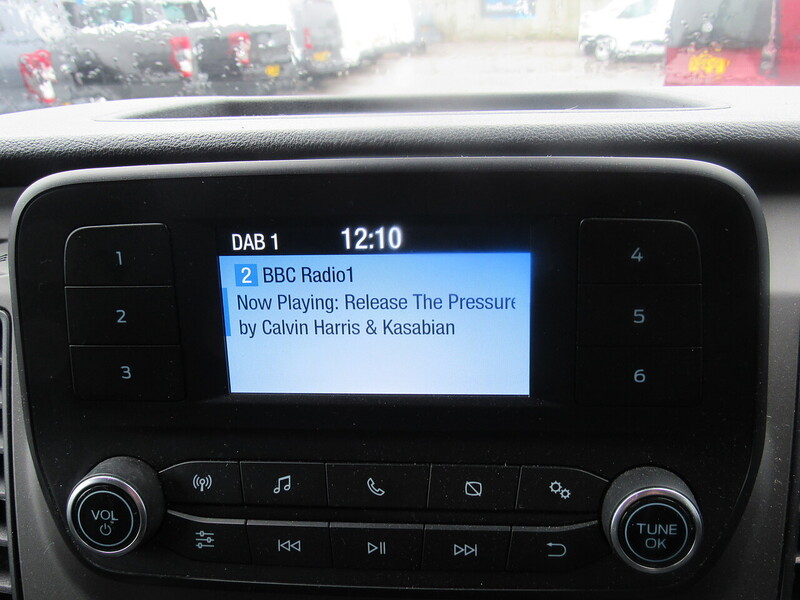 DAB 1 12:10
2 BBC Radio1
Now Playing: Release The Pressure
by Calvin Harris & Kasabian
1
2
3
4
5
6
VOL
TUNE
OK